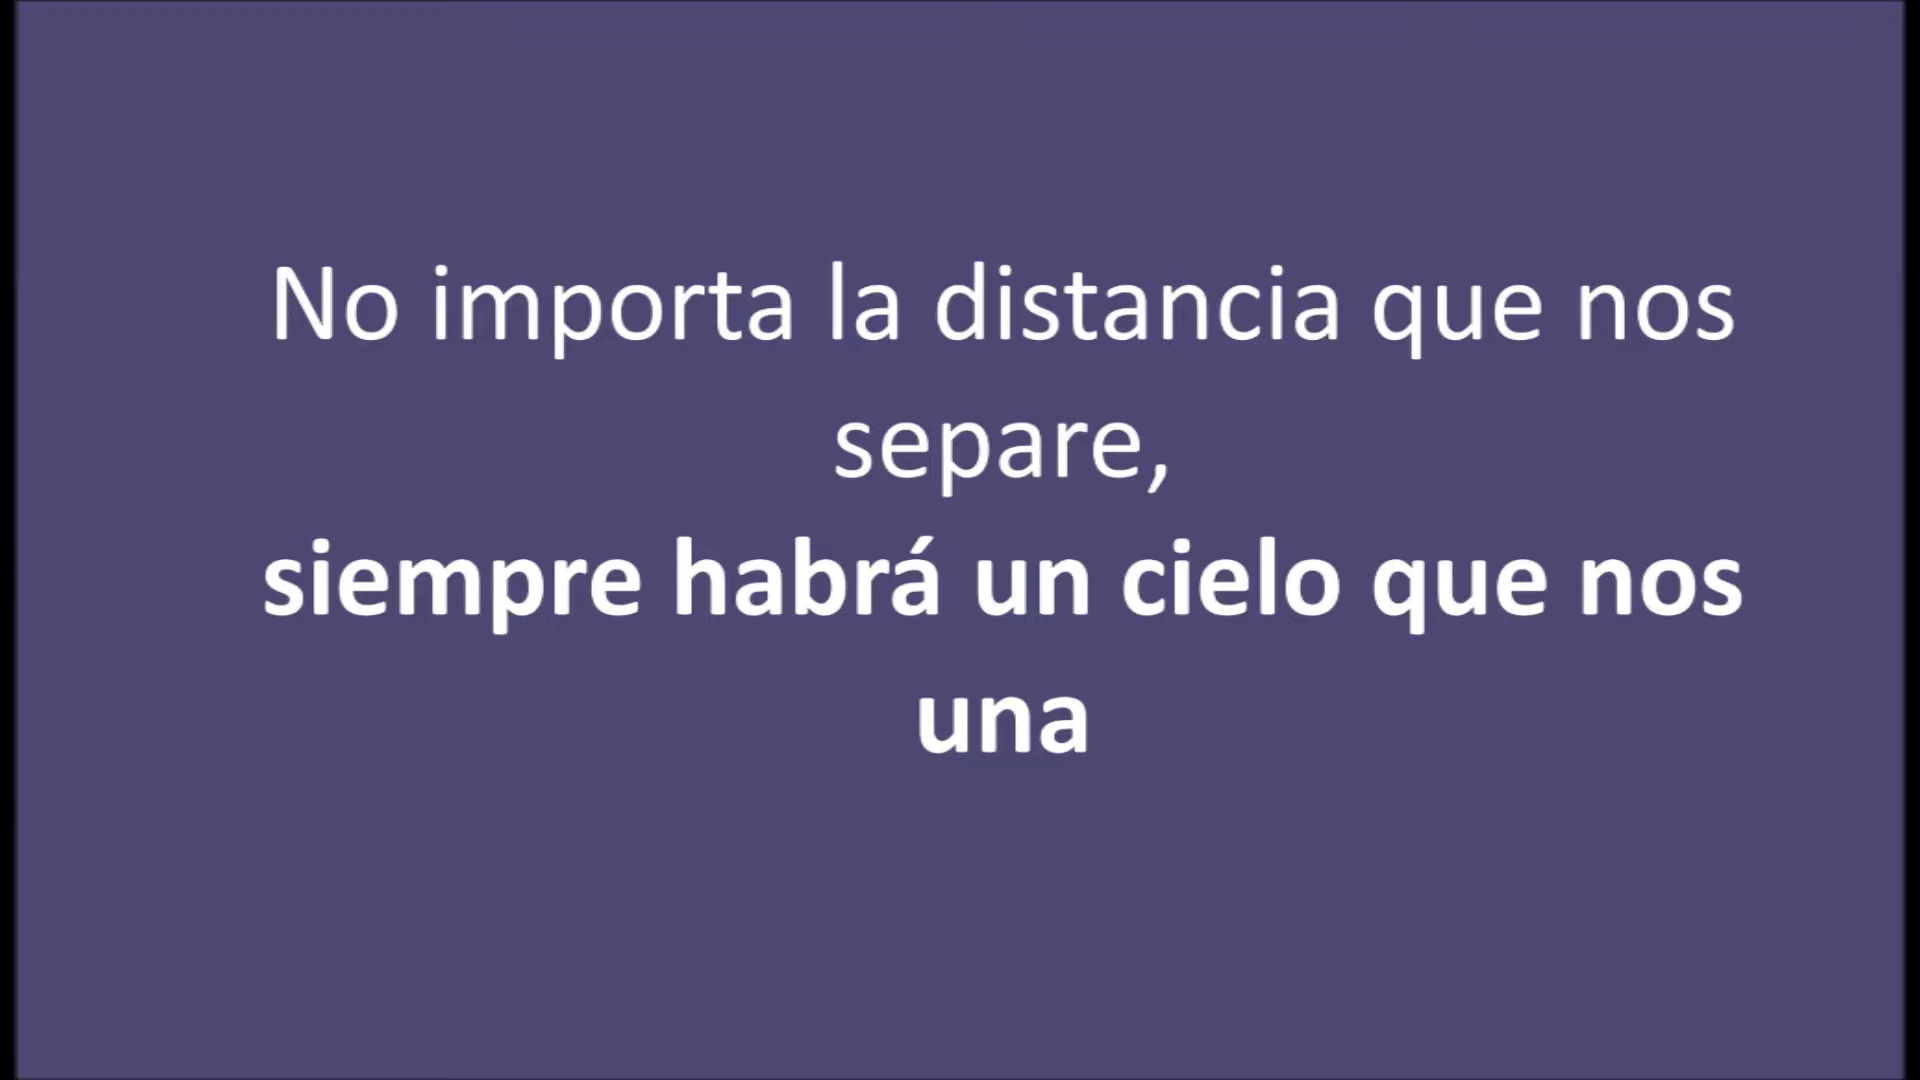 No importa la distancia que nos
separe,
siempre habrá un cielo que nos
una